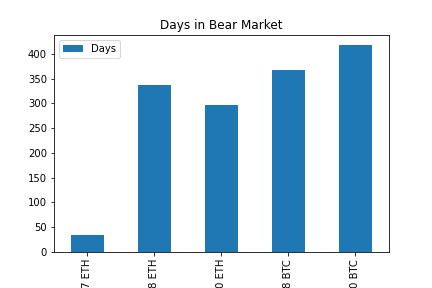 Days in Bear Market
Days
400
350
300
250
200
150
100
50
0
7 ETH
8 ETH
0 ETH
8 BTC
0 BTC